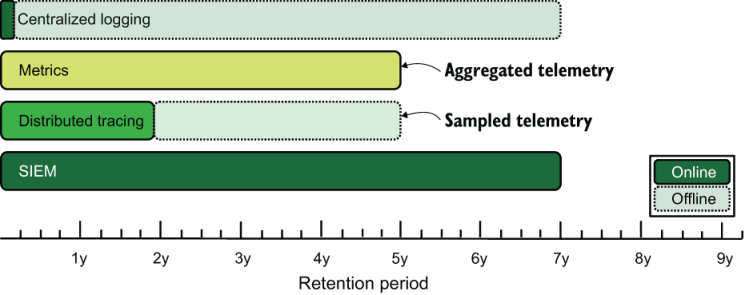 Centralized logging
Metrics
Aggregated telemetry
Distributed tracing
Sampled telemetry
SIEM
Online
Offline
1y 2y 3y 4y 5y 6y 7y 8y 9y
Retention period